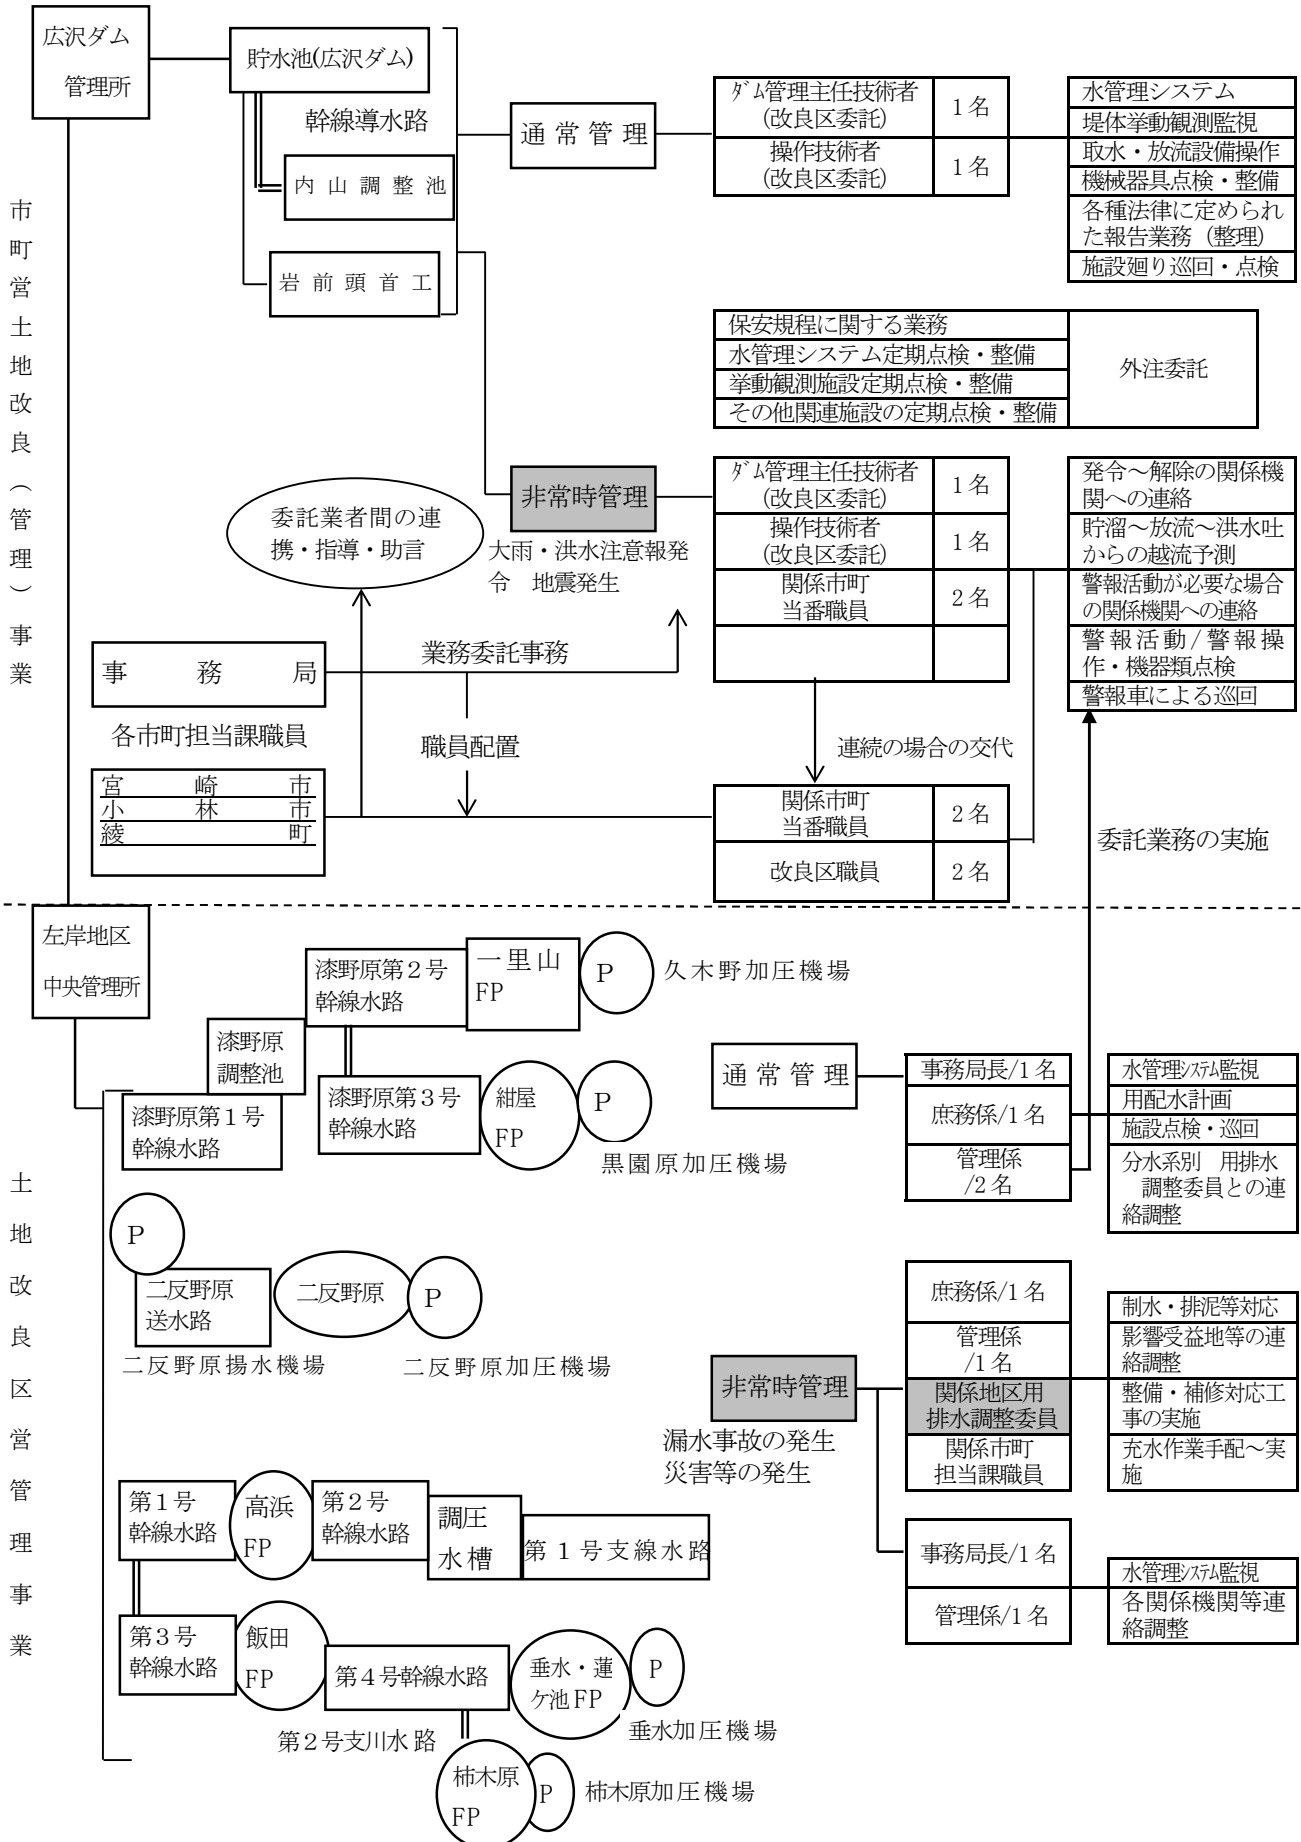 広沢ダム
管理所
貯水池(広沢ダム)
幹線導水路
内山調整池
岩前頭首工
通常管理
ダム管理主任技術者
(改良区委託)
1名
操作技術者
(改良区委託)
1名
水管理システム
堤体挙動観測監視
取水・放流設備操作
機械器具点検・整備
各種法律に定められ
た報告業務（整理）
施設廻り巡回・点検
市町営土地改良（管理）事業
保安規程に関する業務
水管理システム定期点検・整備
挙動観測施設定期点検・整備
その他関連施設の定期点検・整備
外注委託
非常時管理
大雨・洪水注意報発
令　地震発生
委託業者間の連
携・指導・助言
ダム管理主任技術者
(改良区委託)
1名
操作技術者
(改良区委託)
1名
関係市町
当番職員
2名
発令～解除の関係機
関への連絡
貯溜～放流～洪水吐
からの越流予測
警報活動が必要な場合
の関係機関への連絡
警報活動/警報操
作・機器類点検
警報車による巡回
事務局
業務委託事務
各市町担当課職員
職員配置
連続の場合の交代
宮崎市
小林市
綾町
関係市町
当番職員
2名
改良区職員
2名
委託業務の実施
左岸地区
中央管理所
漆野原第２号
幹線水路
一里山
FP
P
久木野加圧機場
漆野原
調整池
漆野原第１号
幹線水路
漆野原第３号
幹線水路
紺屋
FP
P
黒園原加圧機場
通常管理
事務局長/1名
庶務係/1名
管理係
/2名
水管理システム監視
用配水計画
施設点検・巡回
分水系別　用排水
調整委員との連
絡調整
土地改良区営管理事業
P
二反野原
送水路
二反野原
P
二反野原揚水機場
二反野原加圧機場
非常時管理
漏水事故の発生
災害等の発生
庶務係/1名
管理係
/1名
関係地区用
排水調整委員
関係市町
担当課職員
制水・排泥等対応
影響受益地等の連
絡調整
整備・補修対応工
事の実施
充水作業手配～実
施
第１号
幹線水路
高浜
FP
第２号
幹線水路
調圧
水槽
第１号支線水路
事務局長/1名
管理係/1名
水管理システム監視
各関係機関等連
絡調整
第３号
幹線水路
飯田
FP
第４号幹線水路
垂水・蓮
ケ池FP
P
垂水加圧機場
第２号支川水路
柿木原
FP
P
柿木原加圧機場